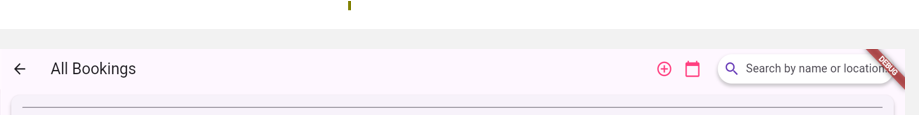 All Bookings
Search by name or location
DEBUG